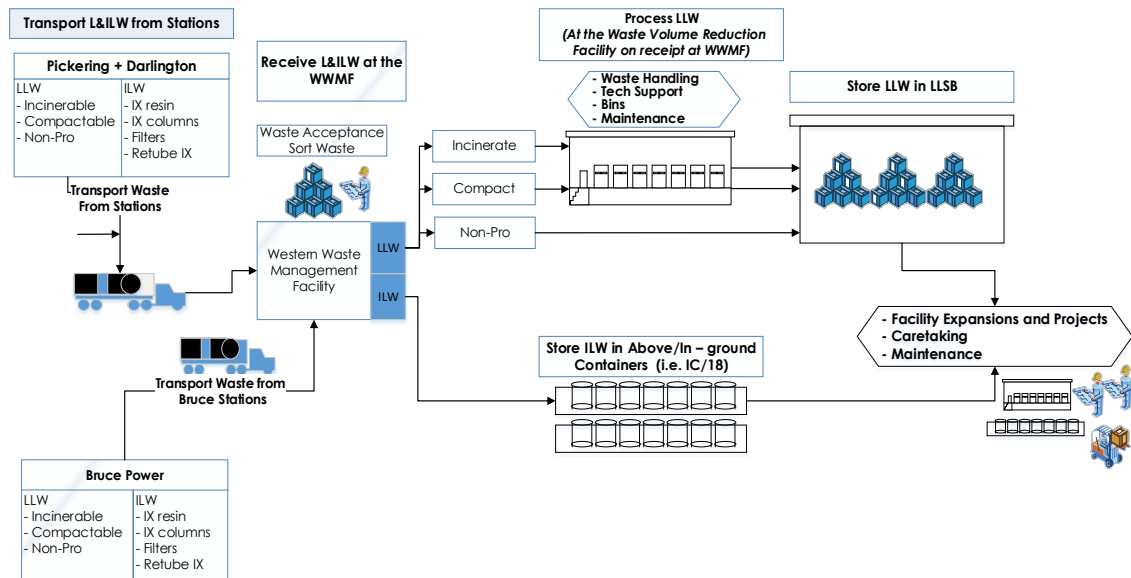 Transport L&ILW from Stations
Pickering + Darlington
LLW
- Incinerable
- Compactable
- Non-Pro
ILW
- IX resin
- IX columns
- Filters
- Retube IX
Transport Waste
From Stations
Receive L&ILW at the
WWMF
Waste Acceptance
Sort Waste
Western Waste
Management
Facility
LLW
ILW
Transport Waste from
Bruce Stations
Bruce Power
LLW
- Incinerable
- Compactable
- Non-Pro
ILW
- IX resin
- IX columns
- Filters
- Retube IX
Incinerate
Compact
Non-Pro
Process LLW
(At the Waste Volume Reduction
Facility on receipt at WWMF)
- Waste Handling
- Tech Support
- Bins
- Maintenance
Store LLW in LLSB
Store ILW in Above/In – ground
Containers (i.e. IC/18)
- Facility Expansions and Projects
- Caretaking
- Maintenance